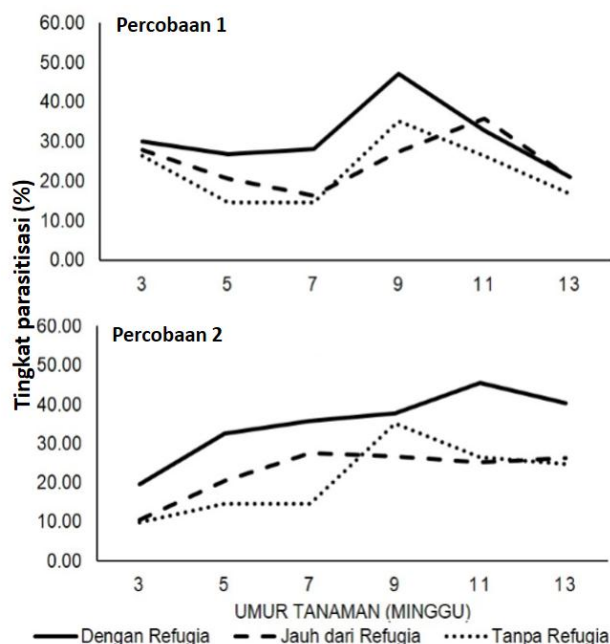 Tingkat parasitisasi (%)
Percobaan 1
60.00
50.00
40.00
30.00
20.00
10.00
0.00
3 5 7 9 11 13
Percobaan 2
60.00
50.00
40.00
30.00
20.00
10.00
0.00
3 5 7 9 11 13
UMUR TANAMAN (MINGGU)
Dengan Refugia Jauh dari Refugia Tanpa Refugia